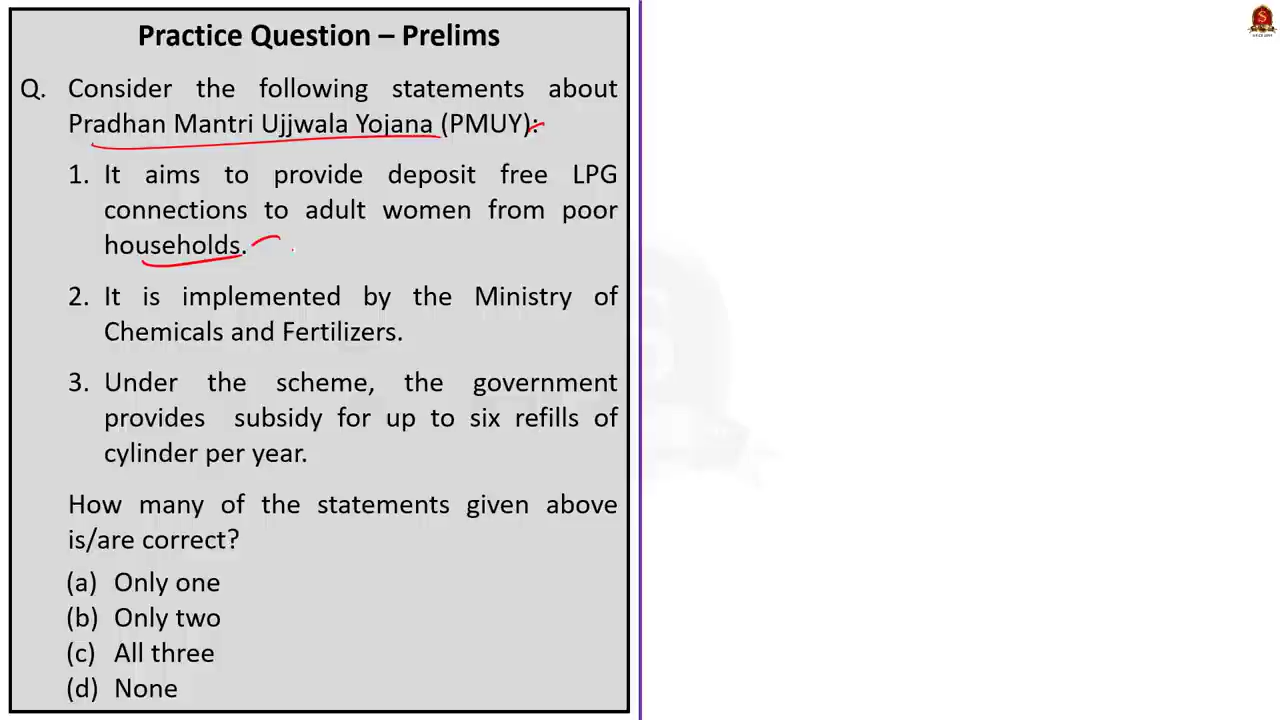 Practice Question – Prelims
Q. Consider the following statements about
Pradhan Mantri Ujjwala Yojana (PMUY):
1. It aims to provide deposit free LPG
connections to adult women from poor
households.
2. It is implemented by the Ministry of
Chemicals and Fertilizers.
3. Under the scheme, the government
provides subsidy for up to six refills of
cylinder per year.
How many of the statements given above
is/are correct?
(a) Only one
(b) Only two
(c) All three
(d) None